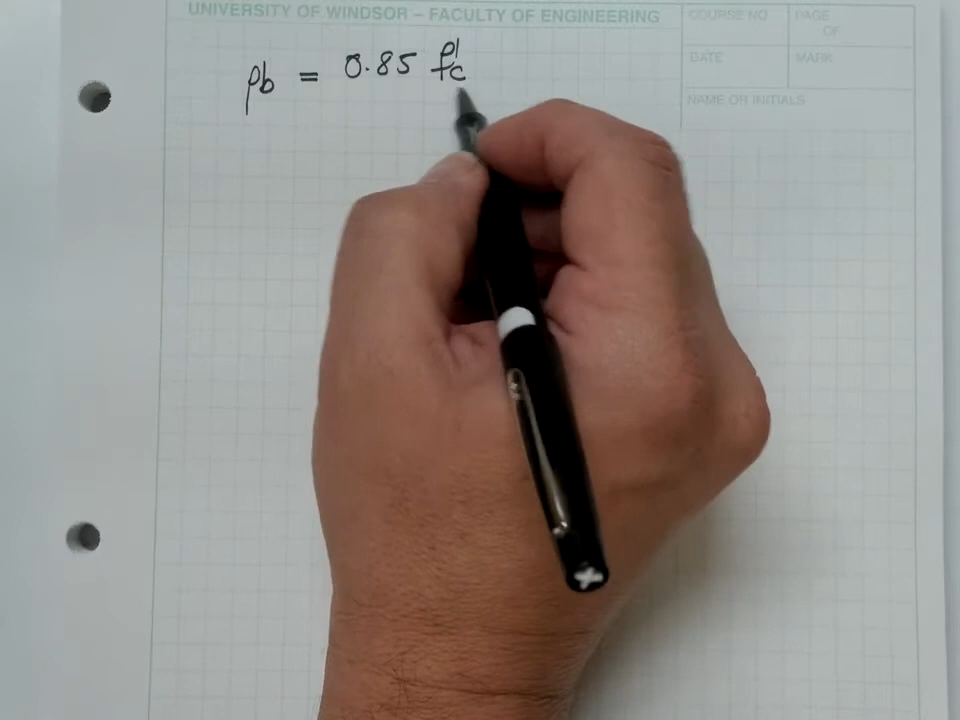 UNIVERSITY OF WINDSOR – FACULTY OF ENGINEERING
COURSE NO
PAGE
OF
DATE
MARK
NAME OR INITIALS
ρb = 0.85 f'c